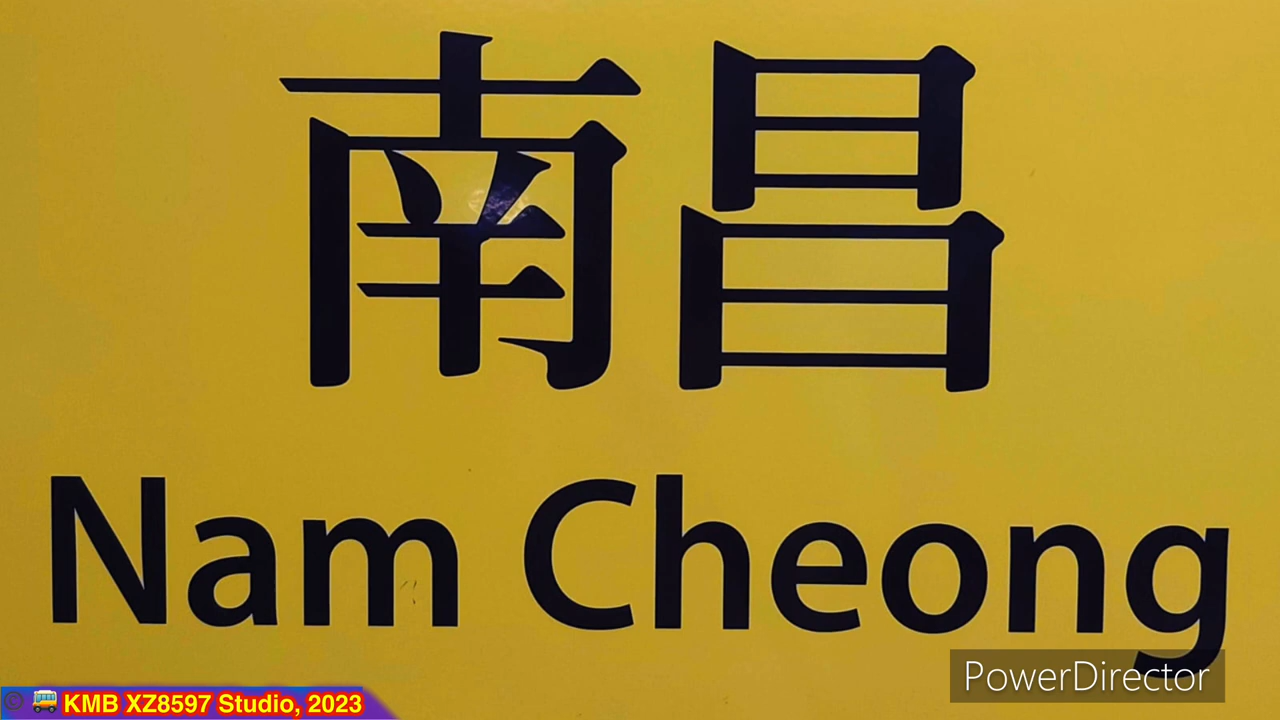 南昌
Nam Cheong
PowerDirector
© 🚌 KMB XZ8597 Studio, 2023